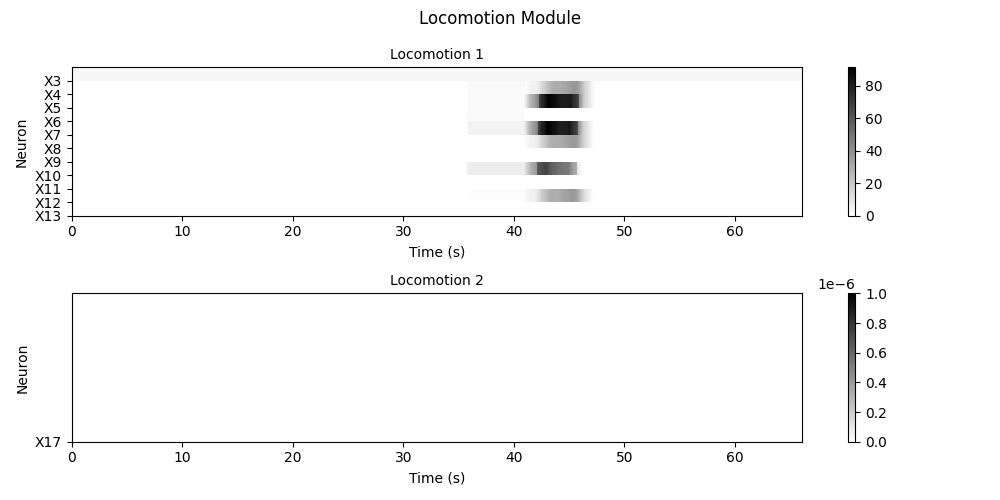 Locomotion Module
Locomotion 1
Neuron
X3
X4
X5
X6
X7
X8
X9
X10
X11
X12
X13
0 10 20 30 40 50 60
Time (s)
80
60
40
20
0
Locomotion 2
Neuron
X17
0 10 20 30 40 50 60
Time (s)
1e−6
1.0
0.8
0.6
0.4
0.2
0.0